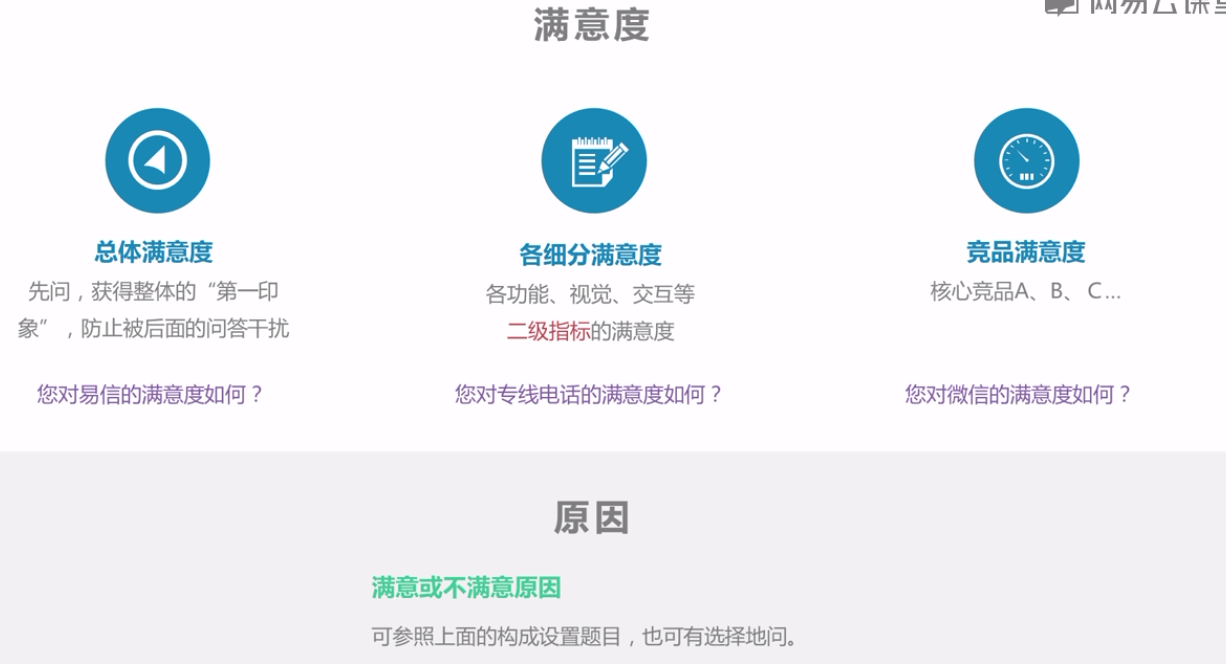 满意度
总体满意度
先问，获得整体的“第一印
象”，防止被后面的问答干扰
您对易信的满意度如何？
各细分满意度
各功能、视觉、交互等
二级指标的满意度
您对专线电话的满意度如何？
竞品满意度
核心竞品A、B、C...
您对微信的满意度如何？
原因
满意或不满意原因
可参照上面的构成设置题目，也可有选择地问。